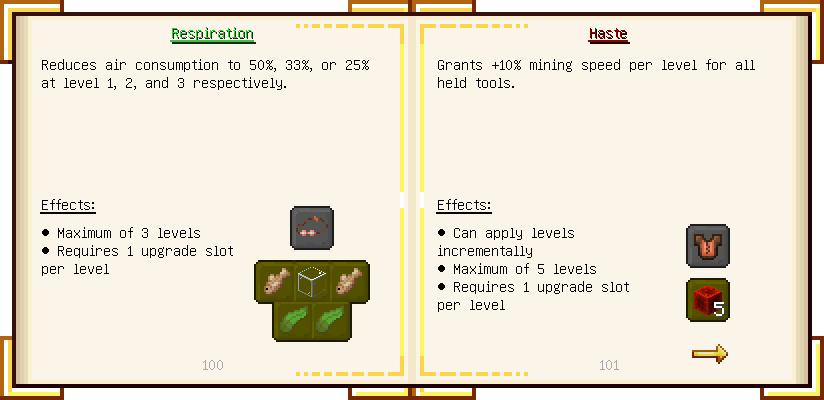 Respiration
Reduces air consumption to 50%, 33%, or 25%
at level 1, 2, and 3 respectively.
Effects:
● Maximum of 3 levels
● Requires 1 upgrade slot
per level
100
Haste
Grants +10% mining speed per level for all
held tools.
Effects:
● Can apply levels
incrementally
● Maximum of 5 levels
● Requires 1 upgrade slot
per level
5
101